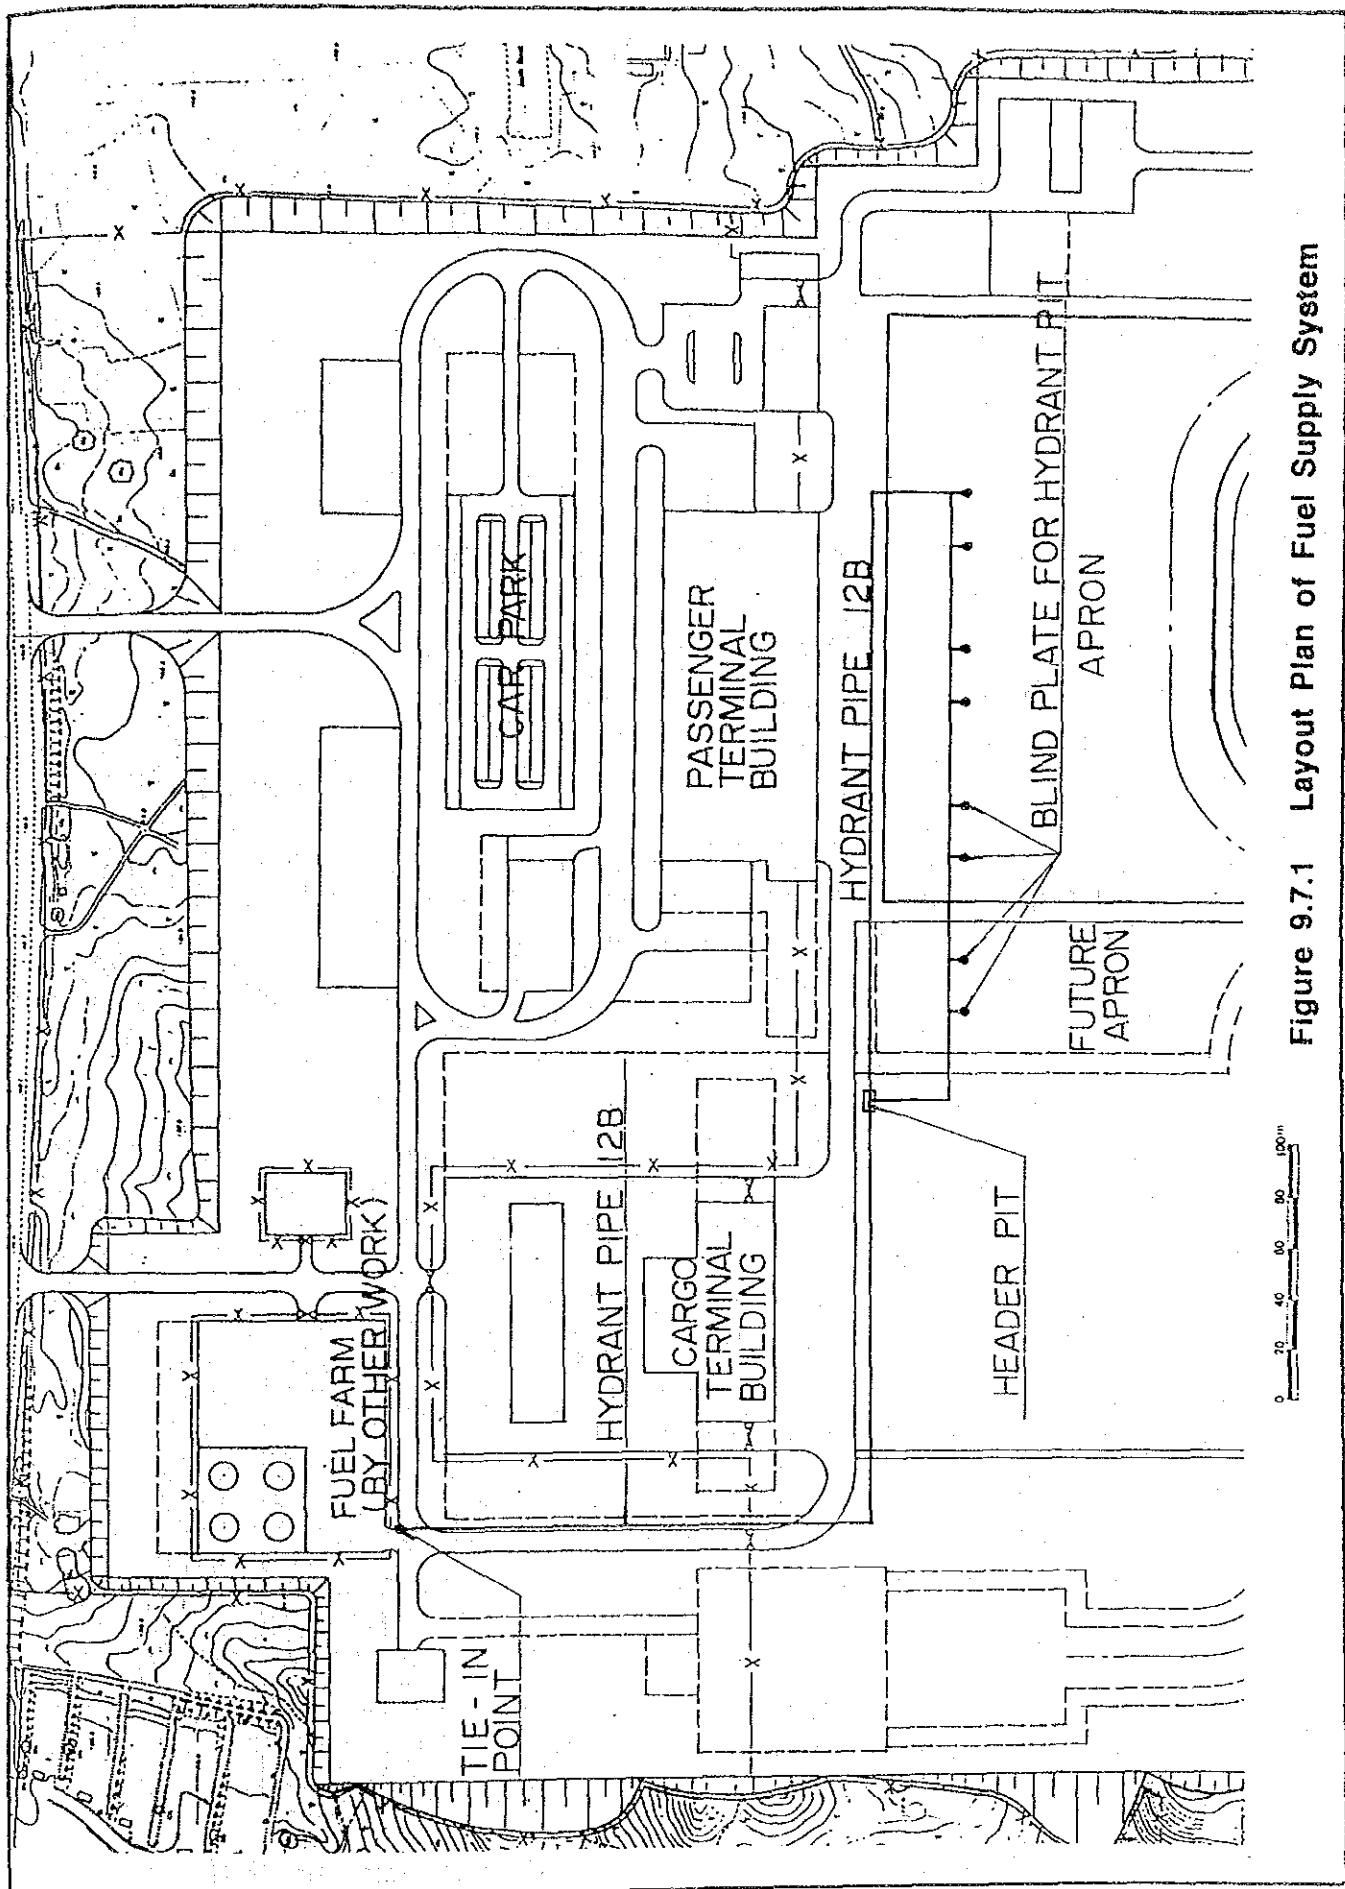 CAR PARK
PASSENGER
TERMINAL
BUILDING
HYDRANT PIPE 12B
BLIND PLATE FOR HYDRANT PIT
APRON
FUTURE
APRON
FUEL FARM
(BY OTHER WORK)
HYDRANT PIPE 12B
CARGO
TERMINAL
BUILDING
HEADER PIT
TIE-IN
POINT
0 20 40 60 80 100m
Figure 9.7.1 Layout Plan of Fuel Supply System